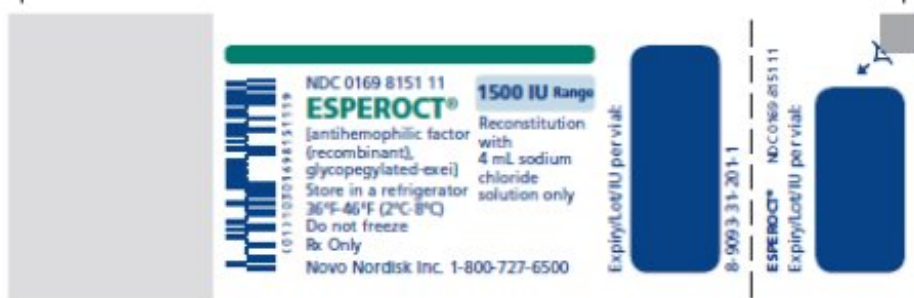 (01)10301698151119
NDC 0169 8151 11
ESPEROCT®
[antihemophilic factor
(recombinant),
glycopegylated-exei]
Store in a refrigerator
36°F-46°F (2°C-8°C)
Do not freeze
Rx Only
Novo Nordisk Inc. 1-800-727-6500
1500 IU Range
Reconstitution
with
4 mL sodium
chloride
solution only
Expiry/Lot/IU per vial:
8-9093-31-201-1
ESPEROCT® NDC 0169 8151 11
Expiry/Lot/IU per vial: